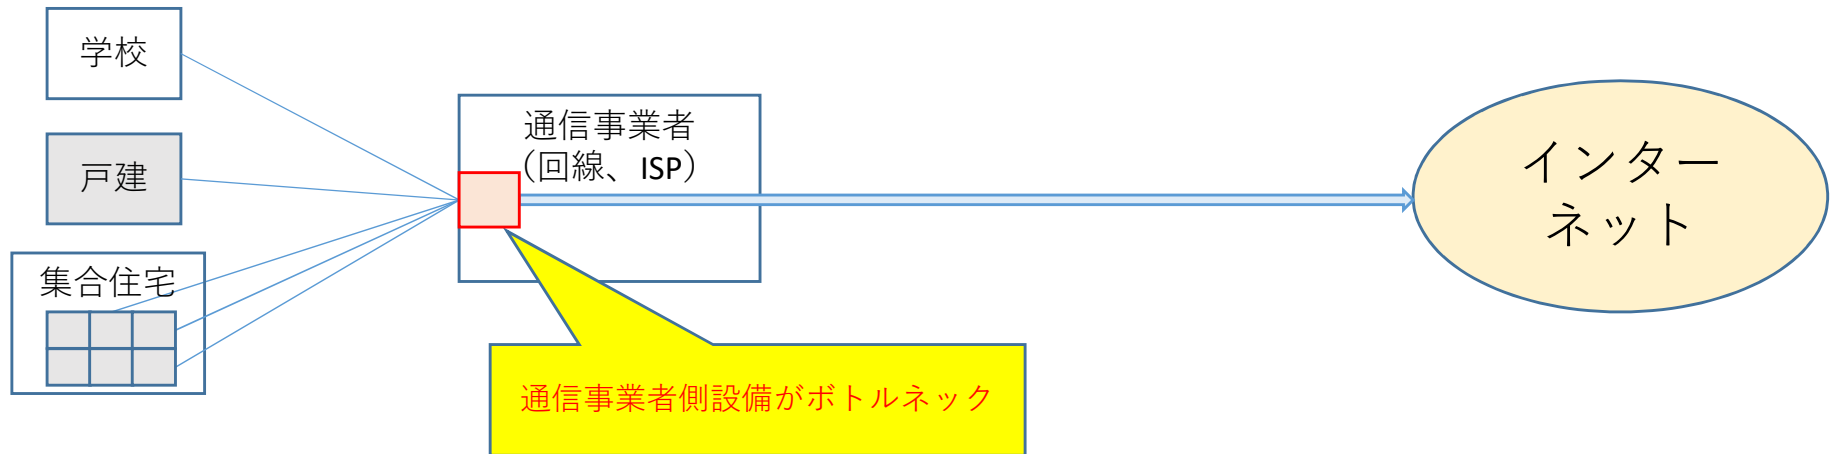 学校
戸建
集合住宅
通信事業者
（回線、ISP）
通信事業者側設備がボトルネック
インター
ネット